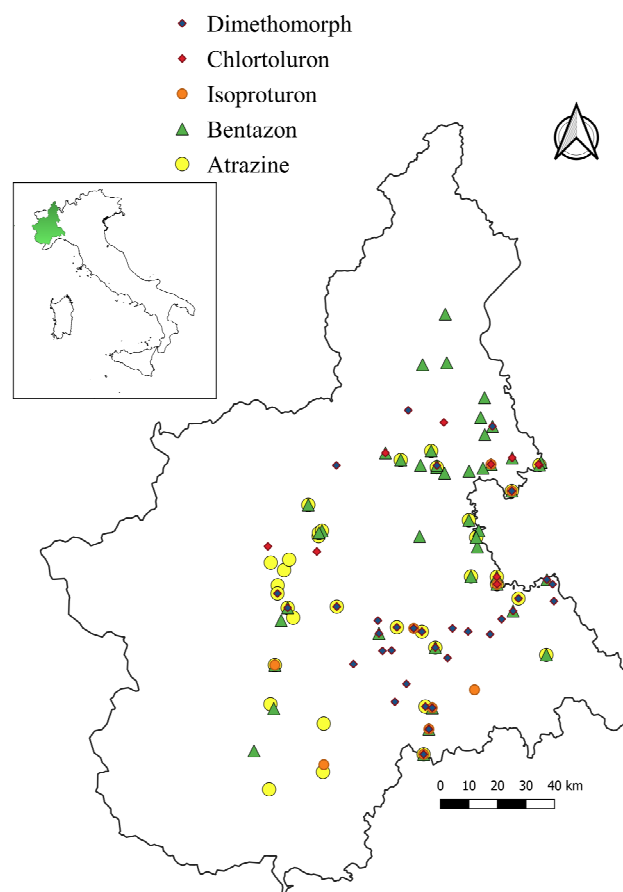 Dimethomorph
Chlortoluron
Isoproturon
Bentazon
Atrazine
0 10 20 30 40 km